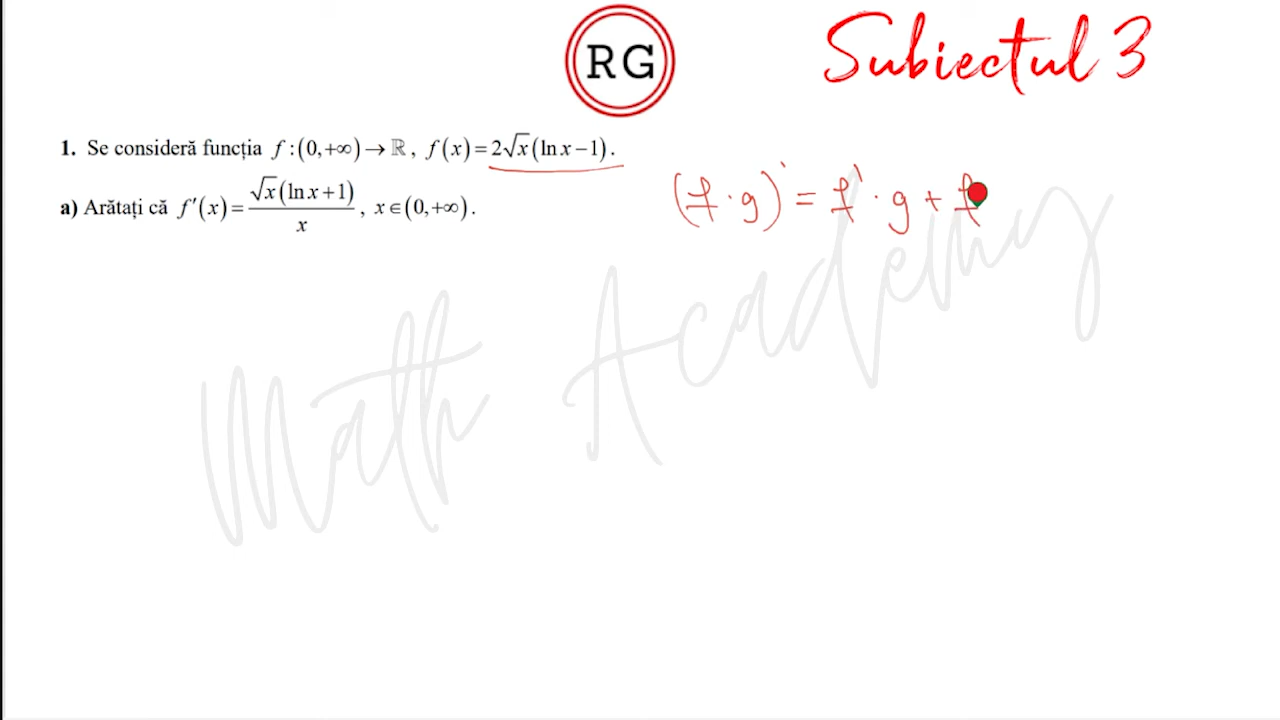 RG
Subiectul 3
1. Se consideră funcția f:(0,+∞)→ℝ, f(x)=2√x(ln x−1).
(f·g)' = f'·g + f
a) Arătați că f′(x)=√x(ln x+1)/x, x∈(0,+∞).
Math Academy